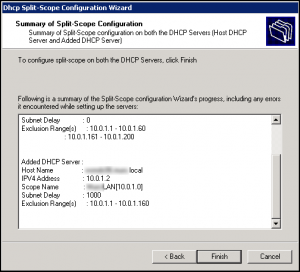 Dhcp Split-Scope Configuration Wizard
Summary of Split-Scope Configuration
Summary of Split-Scope configuration on both the DHCP Servers (Host DHCP
Server and Added DHCP Server)
To configure split-scope on both the DHCP Servers, click Finish
Following is a summary of the Split-Scope configuration Wizard's progress, including any errors
it encountered while setting up the servers:
Subnet Delay : 0
Exclusion Range(s) : 10.0.1.1 - 10.0.1.60
: 10.0.1.161 - 10.0.1.200
Added DHCP Server :
Host Name : .local
IPV4 Address : 10.0.1.2
Scope Name : LAN[10.0.1.0]
Subnet Delay : 1000
Exclusion Range(s) : 10.0.1.1 - 10.0.1.160
< Back
Finish
Cancel